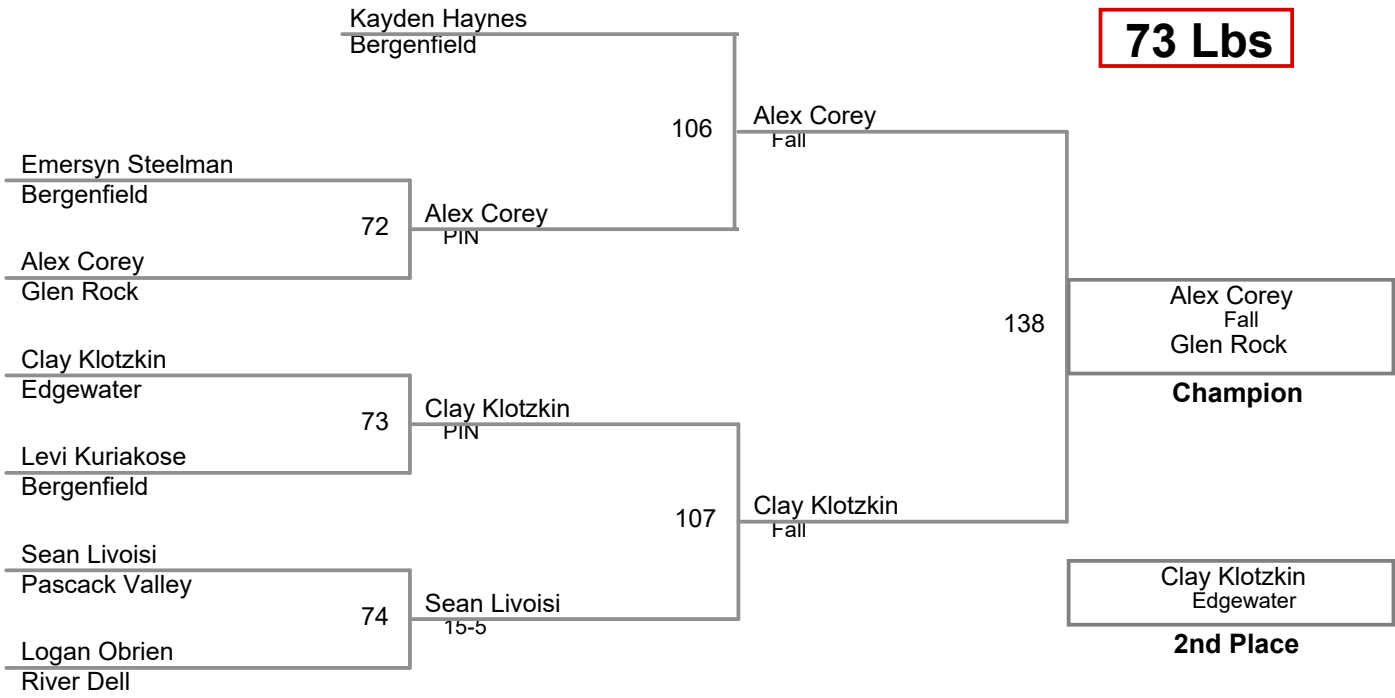 Kayden Haynes
Bergenfield
73 Lbs
106
Alex Corey
Fall
Emersyn Steelman
Bergenfield
72
Alex Corey
PIN
Alex Corey
Glen Rock
138
Alex Corey
Fall
Glen Rock
Champion
Clay Klotzkin
Edgewater
73
Clay Klotzkin
PIN
Levi Kuriakose
Bergenfield
107
Clay Klotzkin
Fall
Sean Livoisi
Pascack Valley
74
Sean Livoisi
15-5
Logan Obrien
River Dell
Clay Klotzkin
Edgewater
2nd Place